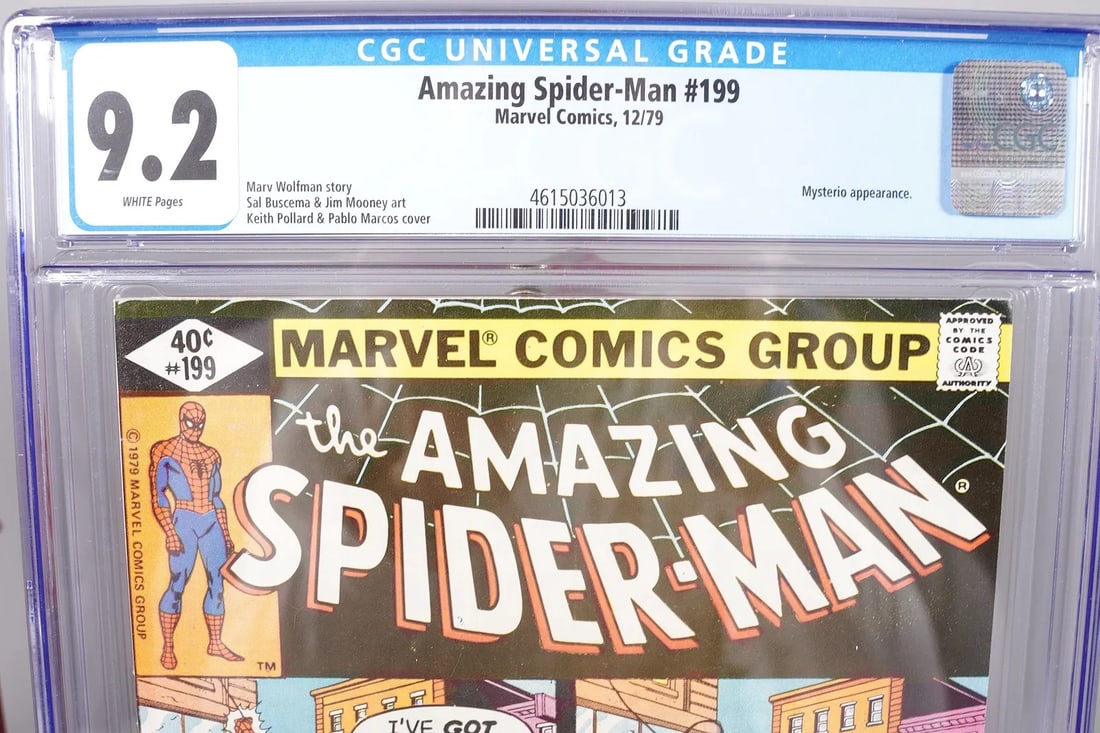 CGC UNIVERSAL GRADE
9.2
WHITE Pages
Amazing Spider-Man #199
Marvel Comics, 12/79
Marv Wolfman story
Sal Buscema & Jim Mooney art
Keith Pollard & Pablo Marcos cover
4615036013
Mysterio appearance.
CGC
40¢
#199
MARVEL® COMICS GROUP
APPROVED
BY THE
COMICS
CODE
AUTHORITY
© 1979 MARVEL COMICS GROUP
the AMAZING
SPIDER-MAN®
TM
I'VE GOT